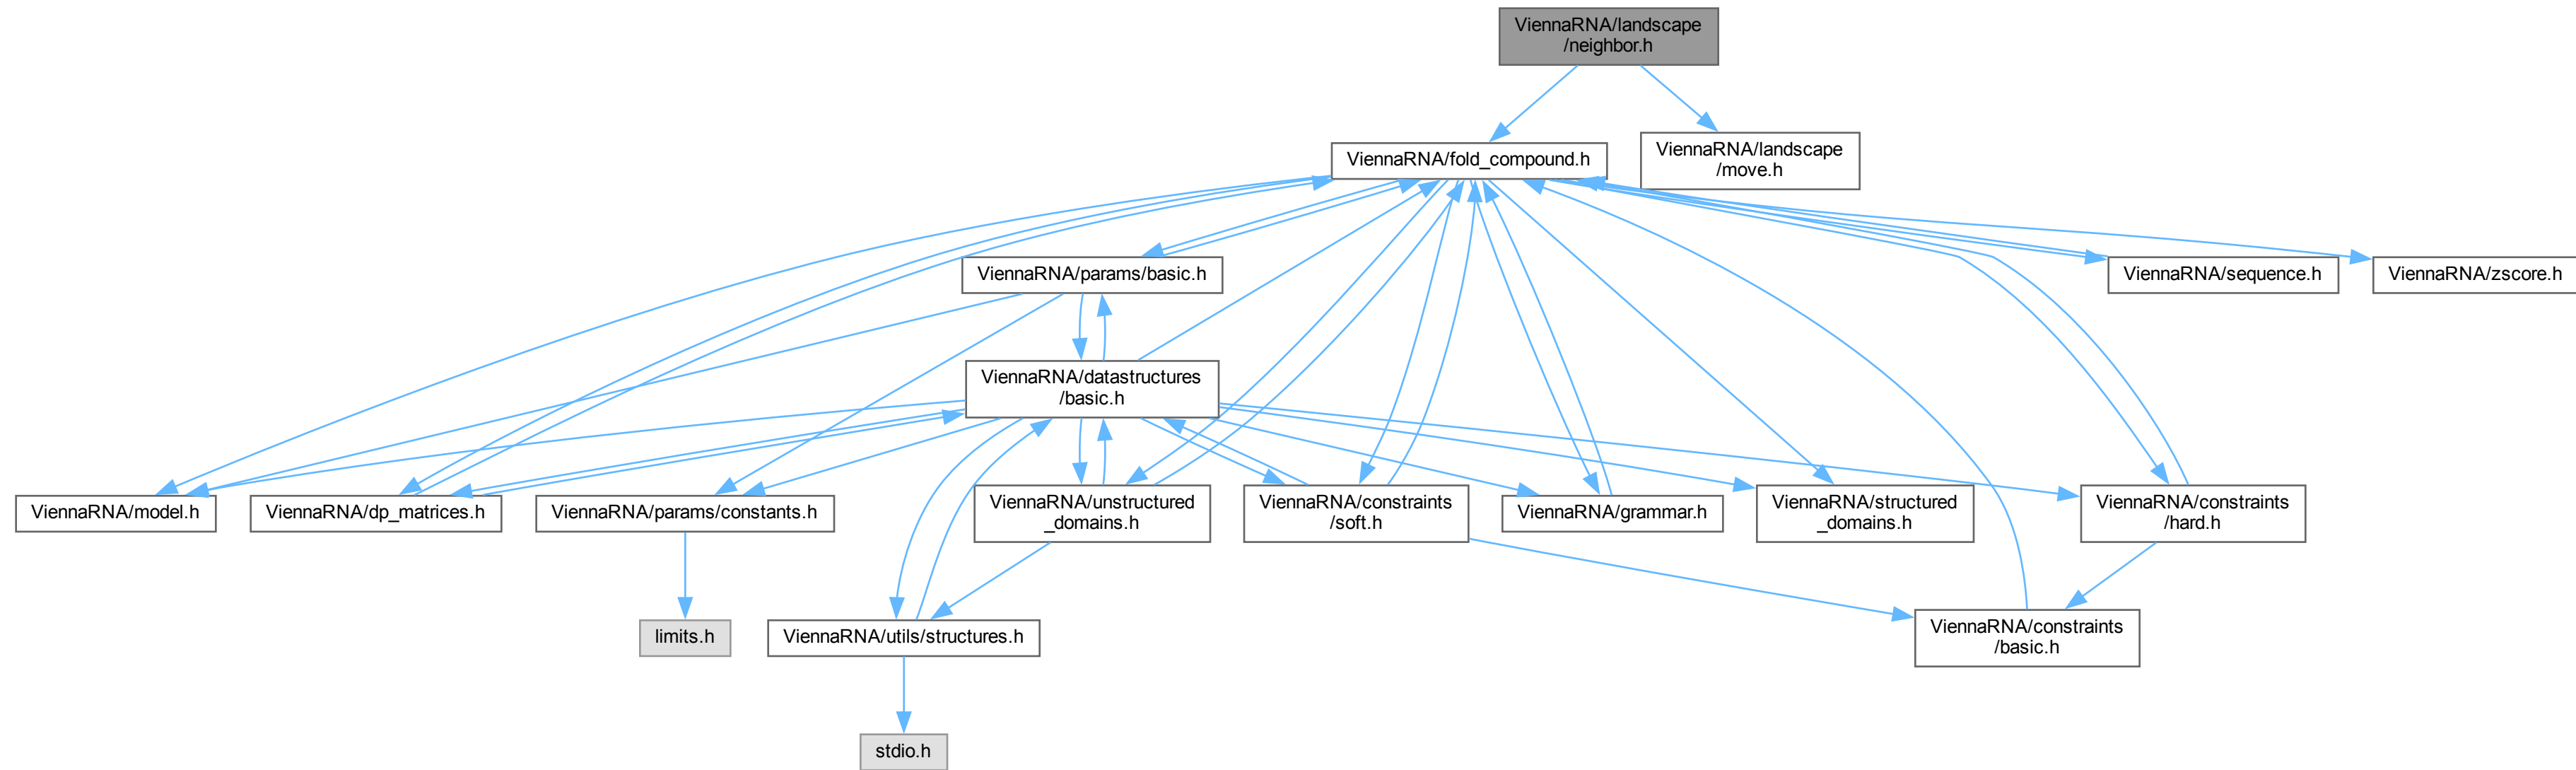 ViennaRNA/landscape
/neighbor.h
ViennaRNA/fold_compound.h
ViennaRNA/landscape
/move.h
ViennaRNA/params/basic.h
ViennaRNA/sequence.h
ViennaRNA/zscore.h
ViennaRNA/datastructures
/basic.h
ViennaRNA/model.h
ViennaRNA/dp_matrices.h
ViennaRNA/params/constants.h
ViennaRNA/unstructured
_domains.h
ViennaRNA/constraints
/soft.h
ViennaRNA/grammar.h
ViennaRNA/structured
_domains.h
ViennaRNA/constraints
/hard.h
limits.h
ViennaRNA/utils/structures.h
ViennaRNA/constraints
/basic.h
stdio.h